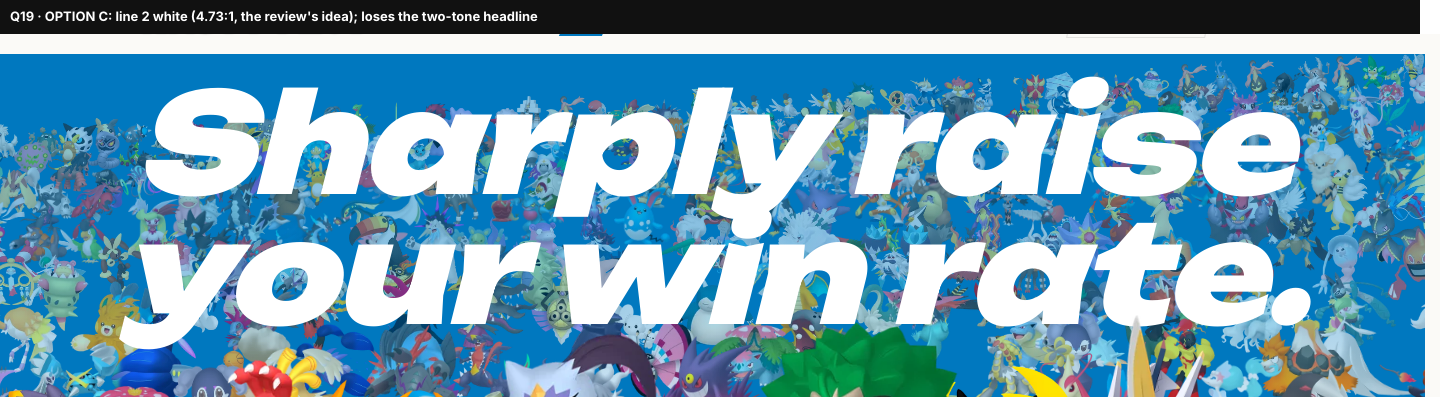 Q19 · OPTION C: line 2 white (4.73:1, the review's idea); loses the two-tone headline
Sharply raise
your win rate.